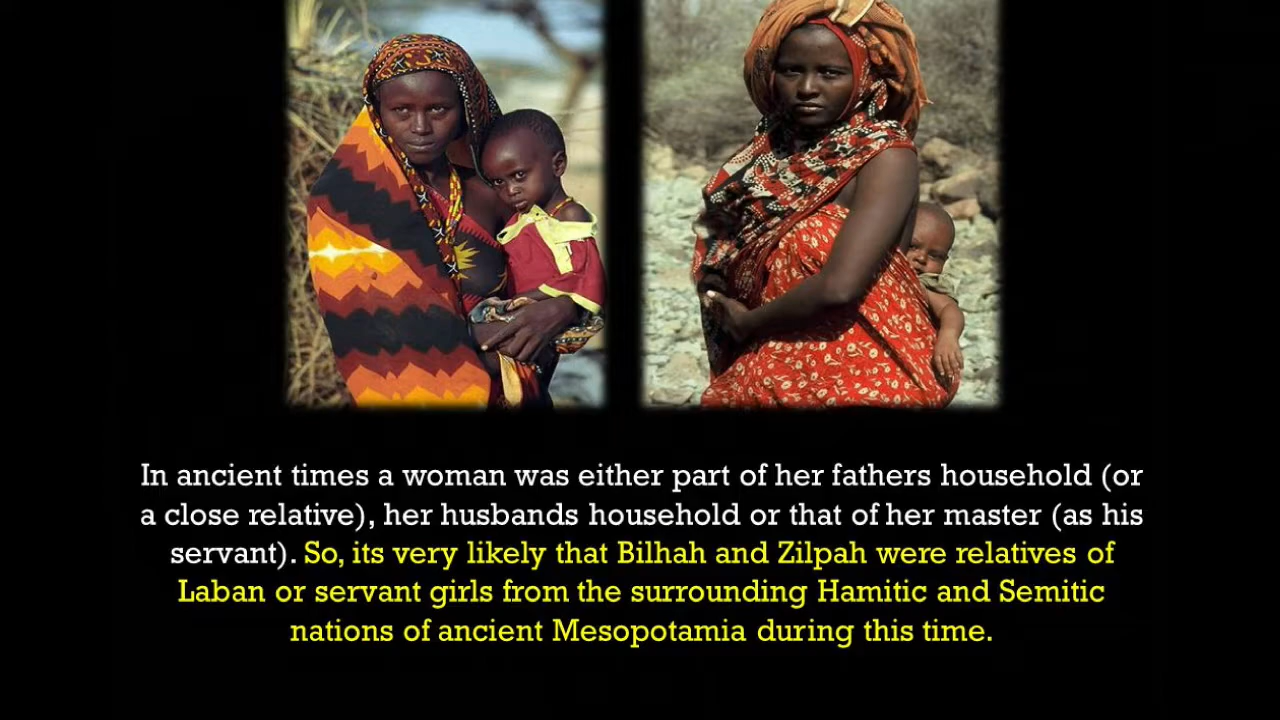 In ancient times a woman was either part of her fathers household (or
a close relative), her husbands household or that of her master (as his
servant). So, its very likely that Bilhah and Zilpah were relatives of
Laban or servant girls from the surrounding Hamitic and Semitic
nations of ancient Mesopotamia during this time.